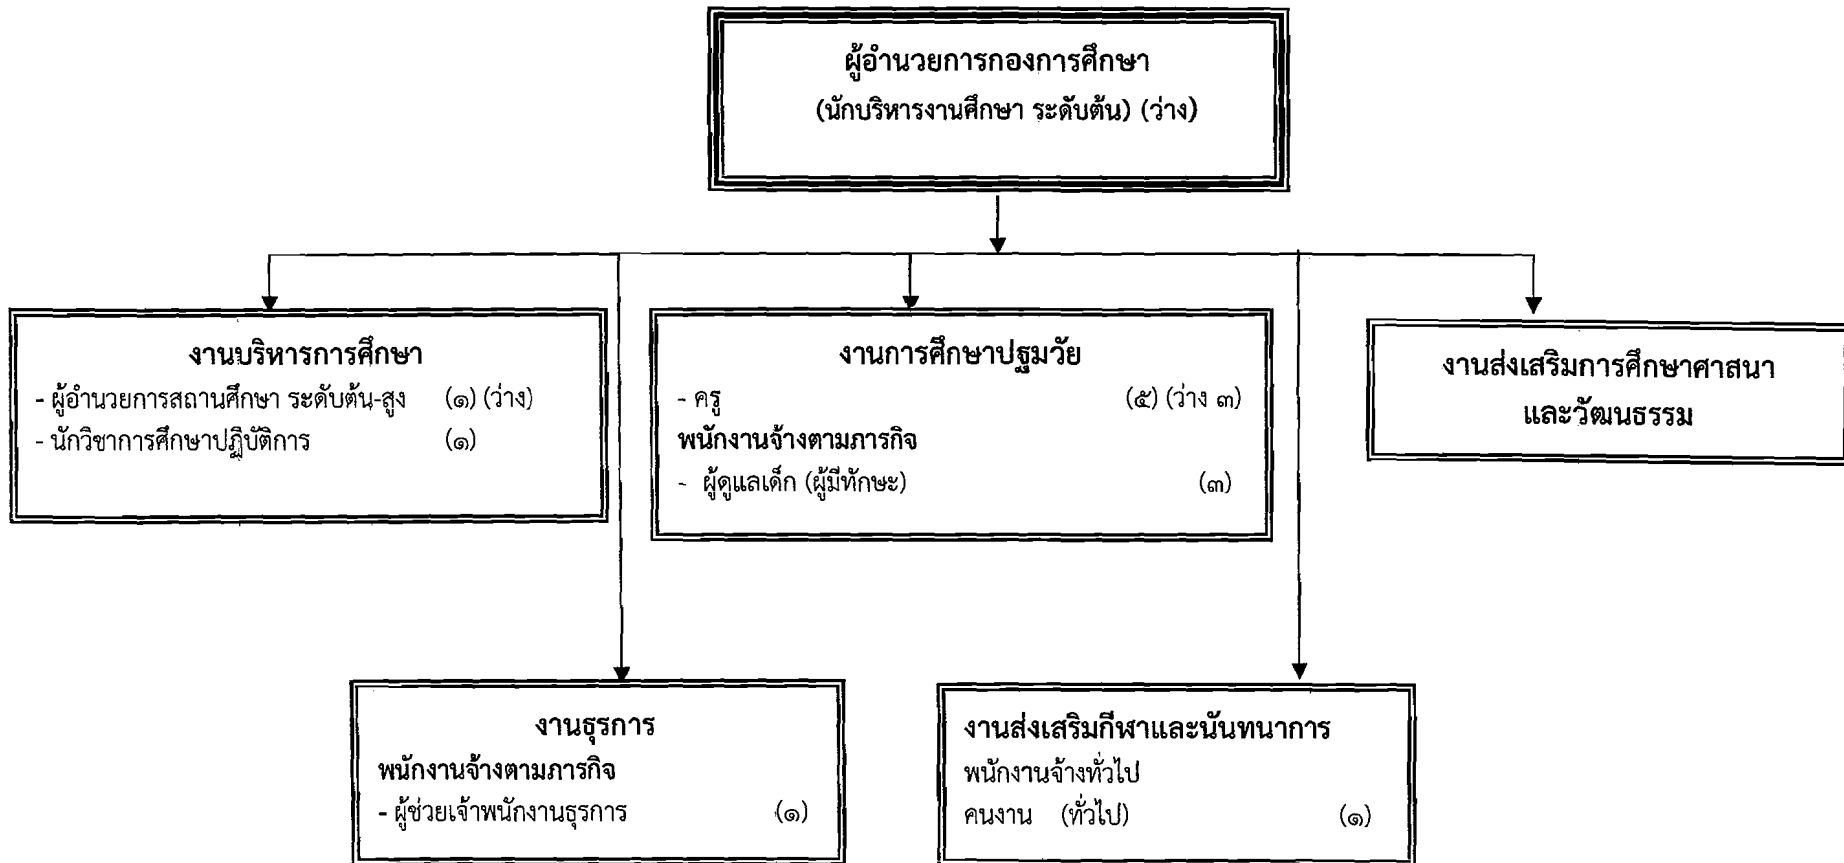 ผู้อำนวยการกองการศึกษา
(นักบริหารงานศึกษา ระดับต้น) (ว่าง)
งานบริหารการศึกษา
- ผู้อำนวยการสถานศึกษา ระดับต้น-สูง (๑) (ว่าง)
- นักวิชาการศึกษาปฏิบัติการ (๑)
งานการศึกษาปฐมวัย
- ครู (๕) (ว่าง ๓)
พนักงานจ้างตามภารกิจ
- ผู้ดูแลเด็ก (ผู้มีทักษะ) (๓)
งานส่งเสริมการศึกษาศาสนา
และวัฒนธรรม
งานธุรการ
พนักงานจ้างตามภารกิจ
- ผู้ช่วยเจ้าพนักงานธุรการ (๑)
งานส่งเสริมกีฬาและนันทนาการ
พนักงานจ้างทั่วไป
คนงาน (ทั่วไป) (๑)